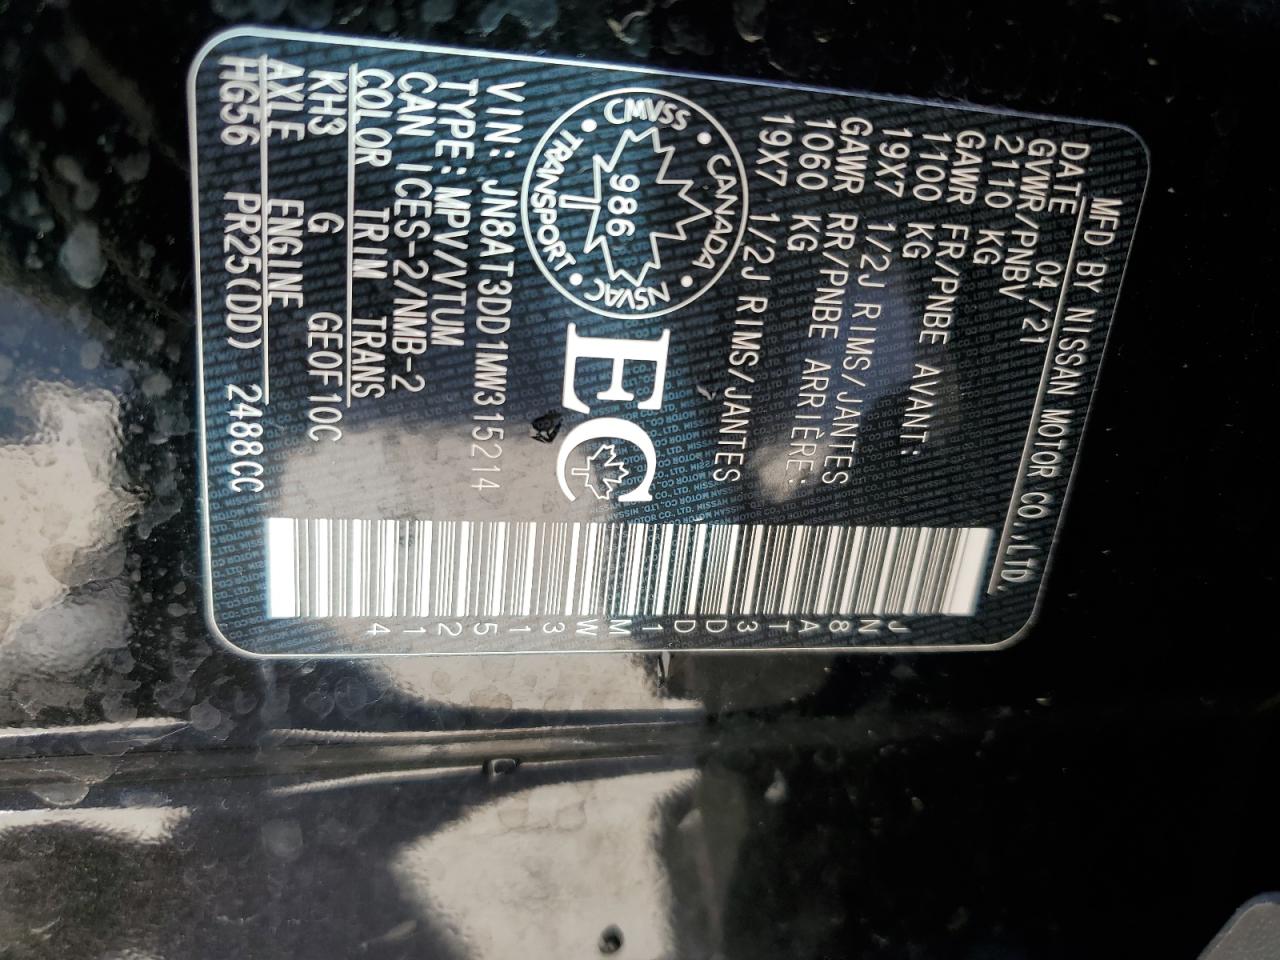 MFD BY NISSAN MOTOR CO.,LTD.
DATE 04/21
GVWR/PNBV
2110 KG
GAWR FR/PNBE AVANT:
1100 KG
19X7 1/2J RIMS/JANTES
GAWR RR/PNBE ARRIÈRE:
1060 KG
19X7 1/2J RIMS/JANTES
CMVSS • CANADA • NSVAC • TRANSPORT •
986
EC
VIN: JN8AT3DD1MW315214
TYPE:MPV/VTUM
CAN ICES-2/NMB-2
COLOR TRIM TRANS
KH3 G GE0F10C
AXLE ENGINE
HG56 PR25(DD) 2488CC
JN8AT3DD1MW315214